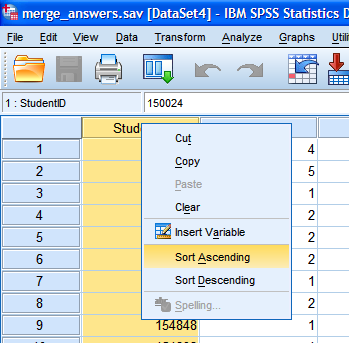 *merge_answers.sav [DataSet4] - IBM SPSS Statistics D
File Edit View Data Transform Analyze Graphs Utili
1 : StudentID 150024
Stude
1 4
2 5
3 1
4 2
5 2
6 2
7 1
8 2
9 154848 1
Cut
Copy
Paste
Clear
Insert Variable
Sort Ascending
Sort Descending
Spelling...